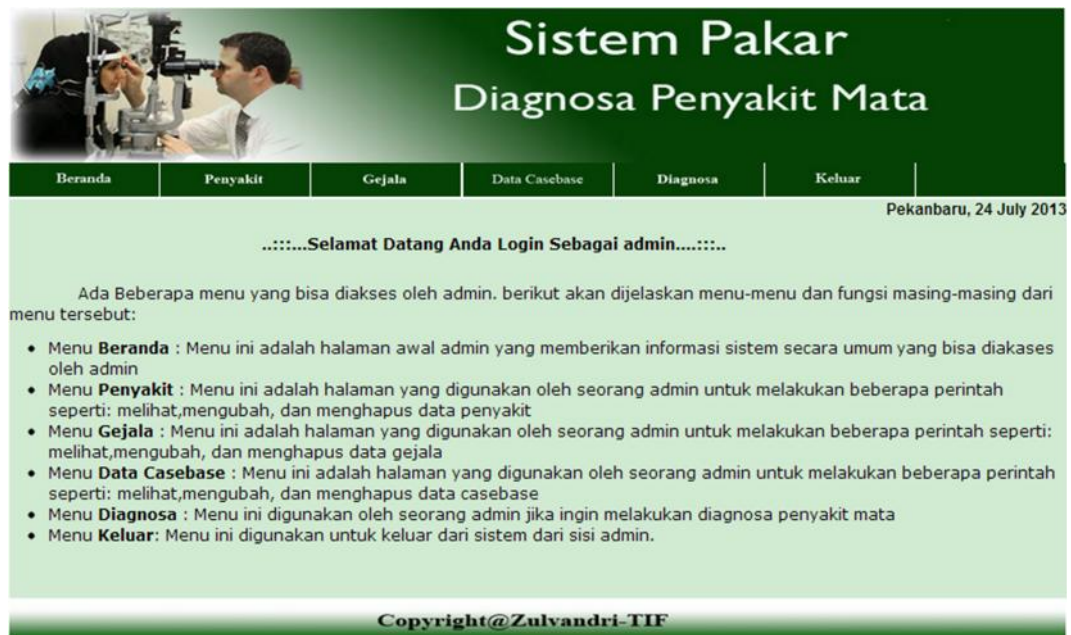 Sistem Pakar
Diagnosa Penyakit Mata
Beranda Penyakit Gejala Data Casebase Diagnosa Keluar
Pekanbaru, 24 July 2013
..:::...Selamat Datang Anda Login Sebagai admin....:::..
Ada Beberapa menu yang bisa diakses oleh admin. berikut akan dijelaskan menu-menu dan fungsi masing-masing dari
menu tersebut:
• Menu Beranda : Menu ini adalah halaman awal admin yang memberikan informasi sistem secara umum yang bisa diakases
oleh admin
• Menu Penyakit : Menu ini adalah halaman yang digunakan oleh seorang admin untuk melakukan beberapa perintah
seperti: melihat,mengubah, dan menghapus data penyakit
• Menu Gejala : Menu ini adalah halaman yang digunakan oleh seorang admin untuk melakukan beberapa perintah seperti:
melihat,mengubah, dan menghapus data gejala
• Menu Data Casebase : Menu ini adalah halaman yang digunakan oleh seorang admin untuk melakukan beberapa perintah
seperti: melihat,mengubah, dan menghapus data casebase
• Menu Diagnosa : Menu ini digunakan oleh seorang admin jika ingin melakukan diagnosa penyakit mata
• Menu Keluar: Menu ini digunakan untuk keluar dari sistem dari sisi admin.
Copyright@Zulvandri-TIF